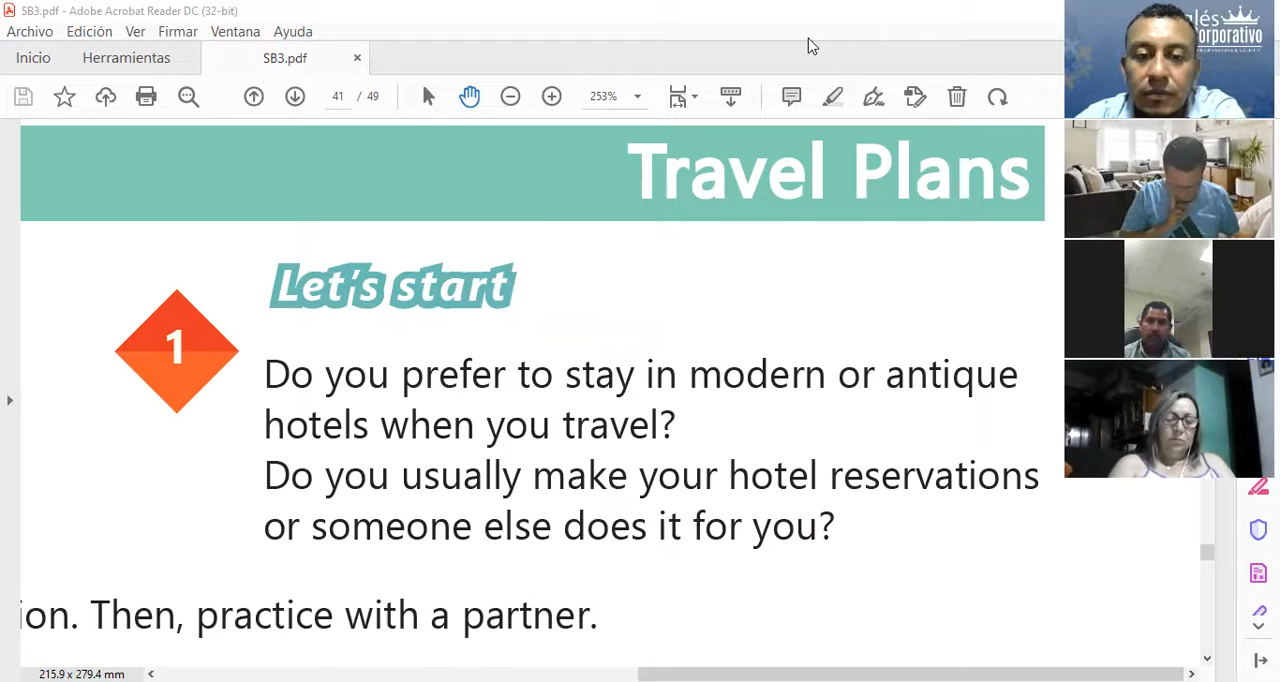 SB3.pdf - Adobe Acrobat Reader DC (32-bit)
Archivo Edición Ver Firmar Ventana Ayuda
Inicio Herramientas SB3.pdf ×
41 / 49 253%
Travel Plans
Let's start
1
Do you prefer to stay in modern or antique
hotels when you travel?
Do you usually make your hotel reservations
or someone else does it for you?
ion. Then, practice with a partner.
215.9 x 279.4 mm
glés
orporativo